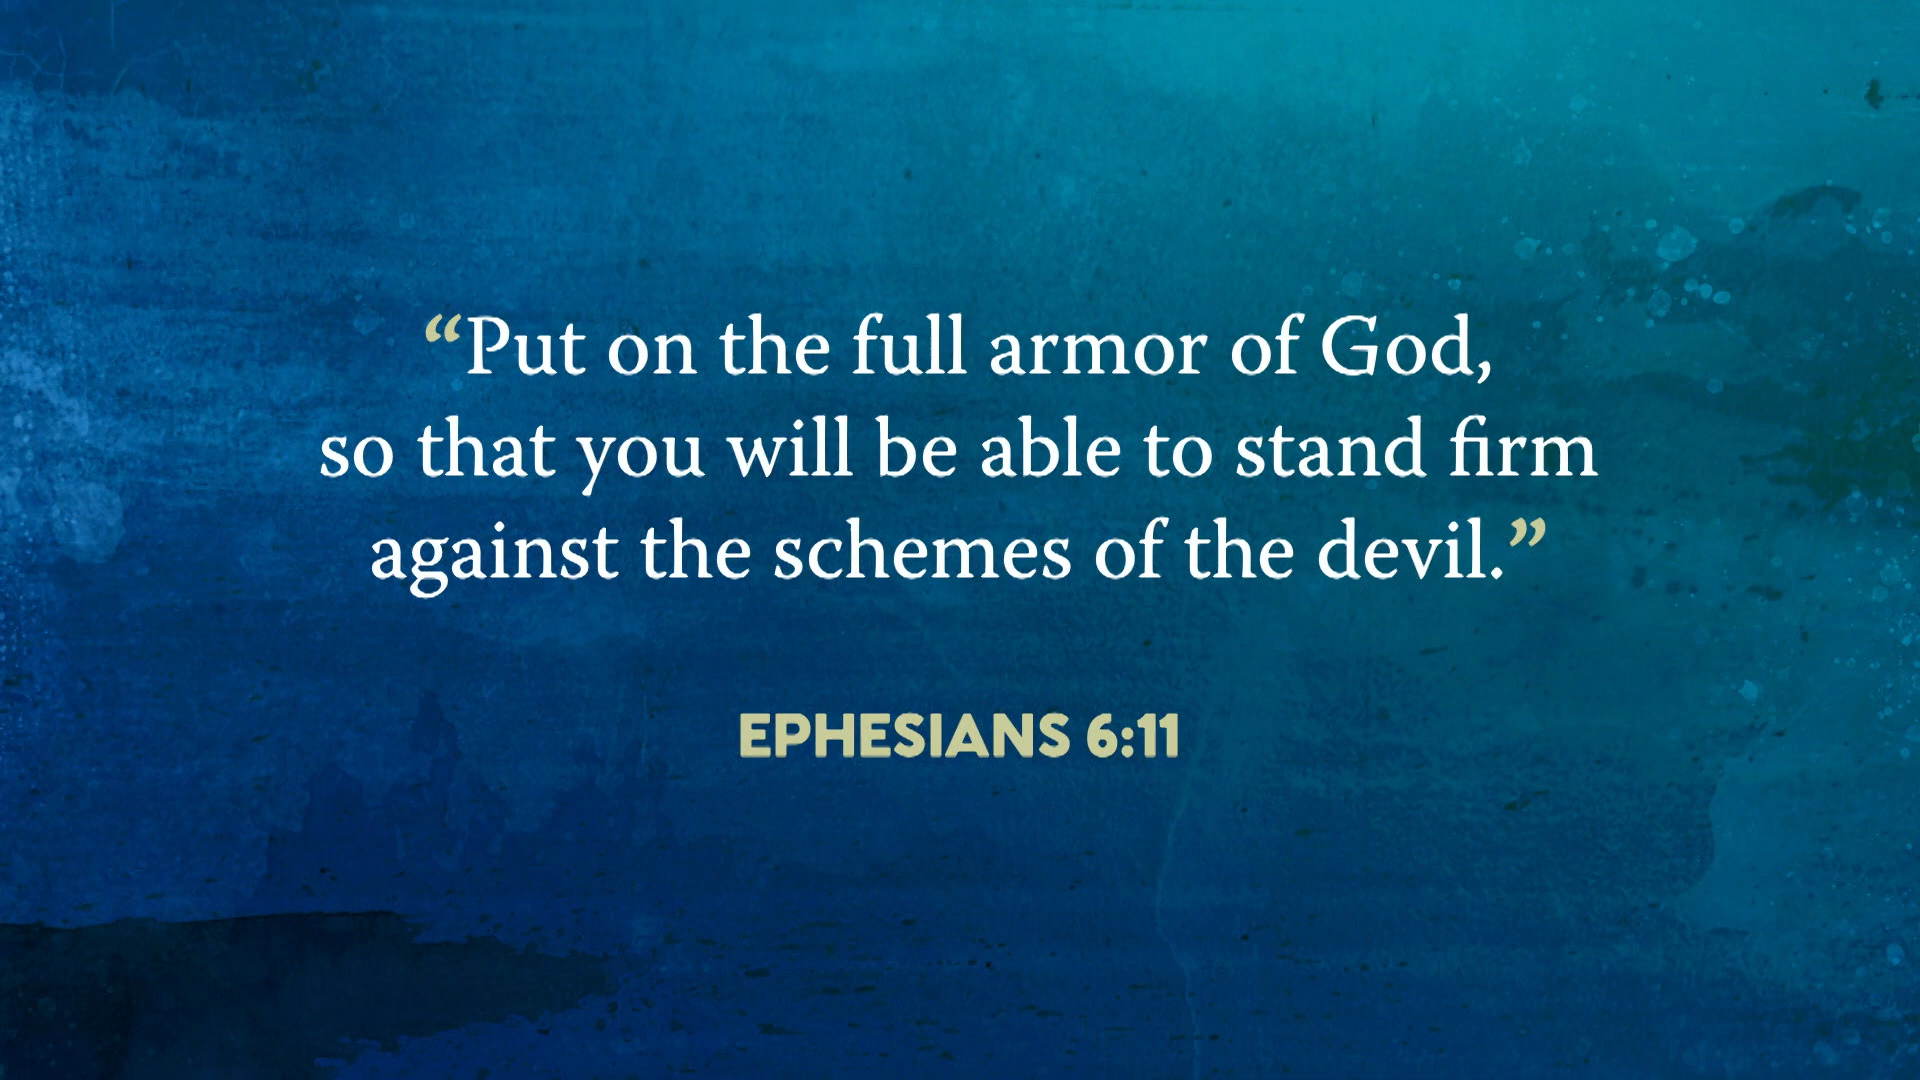 “Put on the full armor of God,
so that you will be able to stand firm
against the schemes of the devil.”
EPHESIANS 6:11